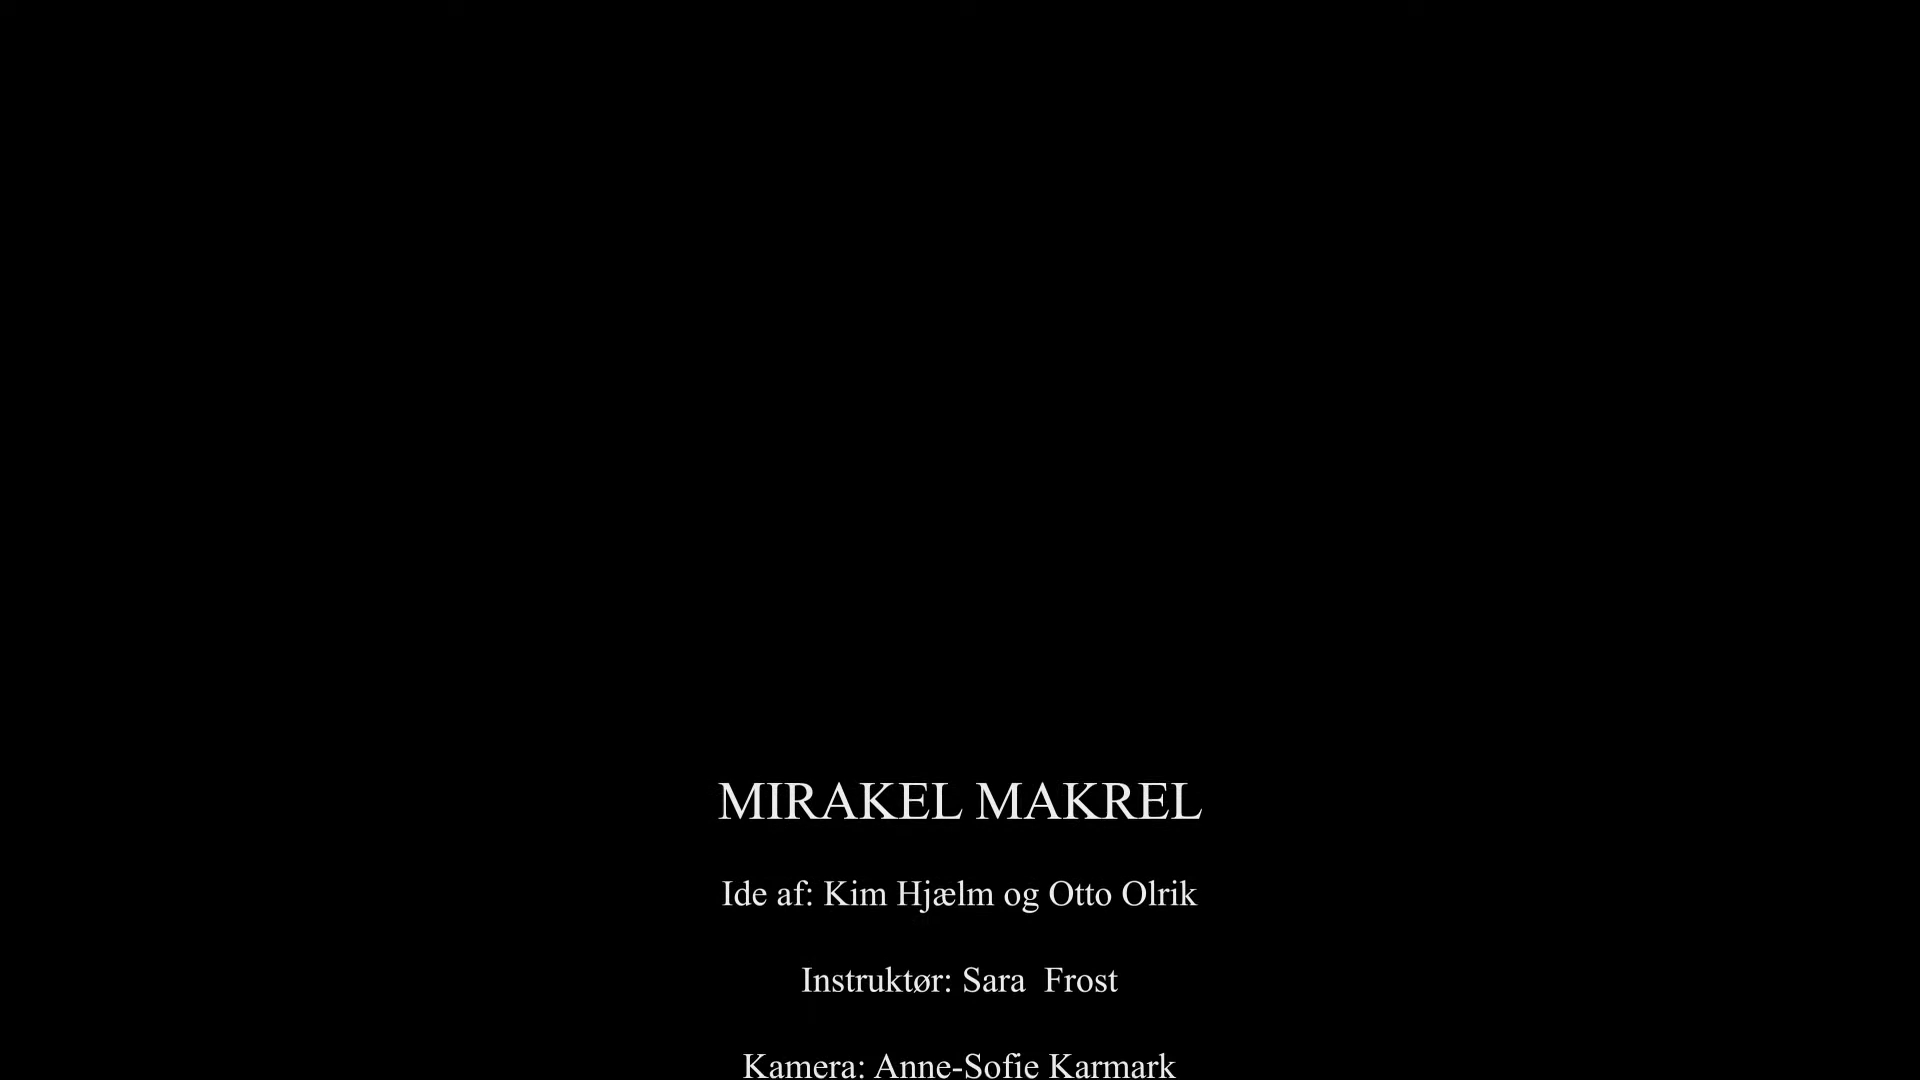 MIRAKEL MAKREL
Ide af: Kim Hjælm og Otto Olrik
Instruktør: Sara  Frost
Kamera: Anne-Sofie Karmark